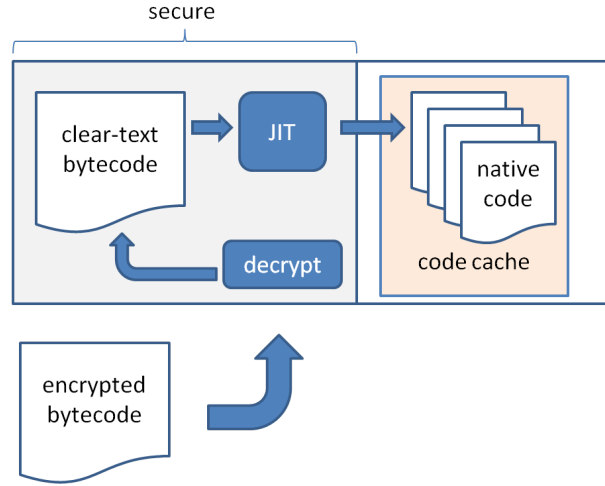 secure
clear-text
bytecode
JIT
native
code
decrypt
code cache
encrypted
bytecode